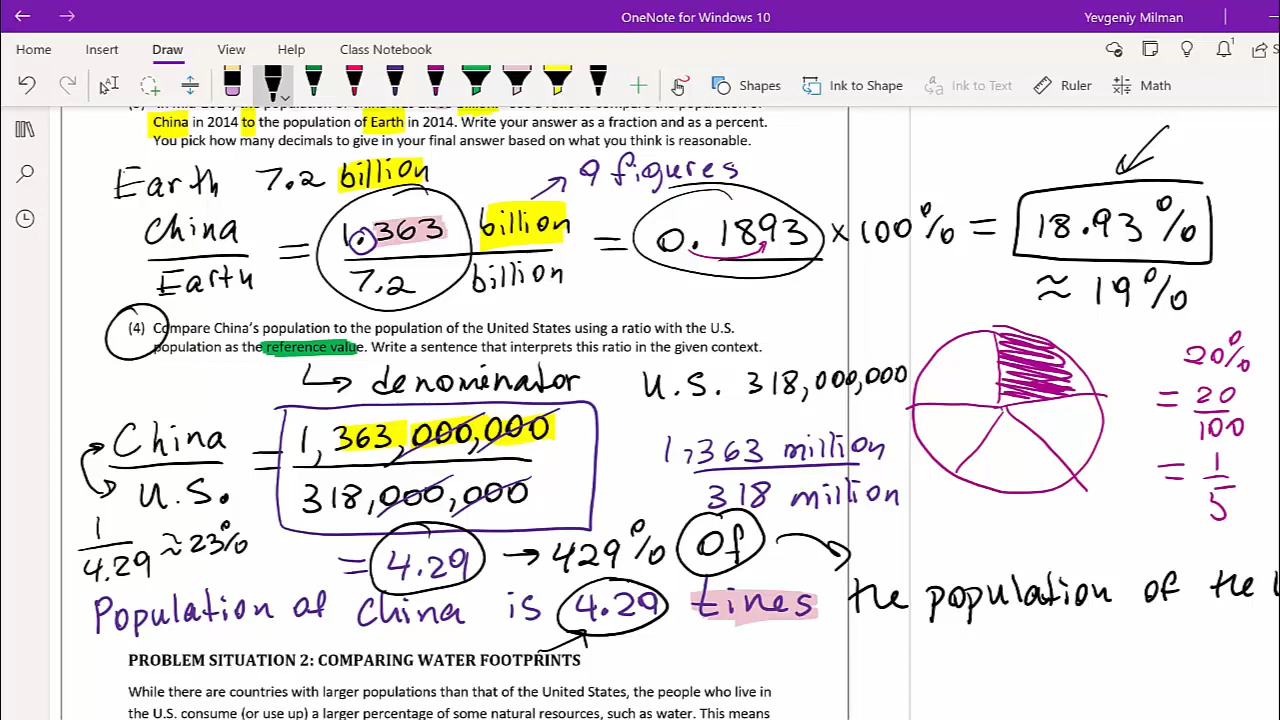 OneNote for Windows 10
Yevgeniy Milman
Home Insert Draw View Help Class Notebook
Shapes Ink to Shape Ink to Text Ruler Math
China in 2014 to the population of Earth in 2014. Write your answer as a fraction and as a percent.
You pick how many decimals to give in your final answer based on what you think is reasonable.
Earth 7.2 billion → 9 figures
China / Earth = 1.363 billion / 7.2 billion = 0.1893 × 100% = 18.93%
≈ 19%
(4) Compare China's population to the population of the United States using a ratio with the U.S.
population as the reference value. Write a sentence that interprets this ratio in the given context.
denominator U.S. 318,000,000
20%
= 20/100
= 1/5
China / U.S. = 1,363,000,000 / 318,000,000
1,363 million / 318 million
1/4.29 ≈ 23%
= 4.29 → 429% of
Population of China is 4.29 times the population of the
PROBLEM SITUATION 2: COMPARING WATER FOOTPRINTS
While there are countries with larger populations than that of the United States, the people who live in
the U.S. consume (or use up) a larger percentage of some natural resources, such as water. This means